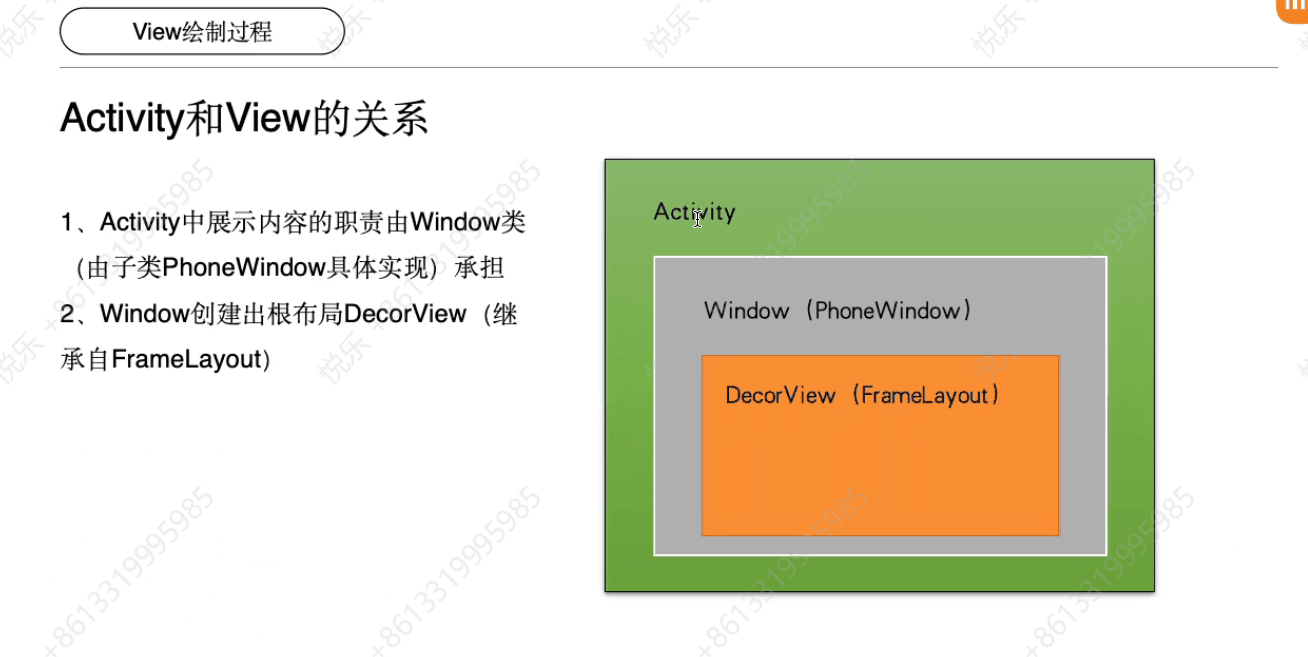 View绘制过程
Activity和View的关系
1、Activity中展示内容的职责由Window类
（由子类PhoneWindow具体实现）承担
2、Window创建出根布局DecorView（继
承自FrameLayout）
Activity
Window（PhoneWindow）
DecorView（FrameLayout）
悦乐 +8613319995985